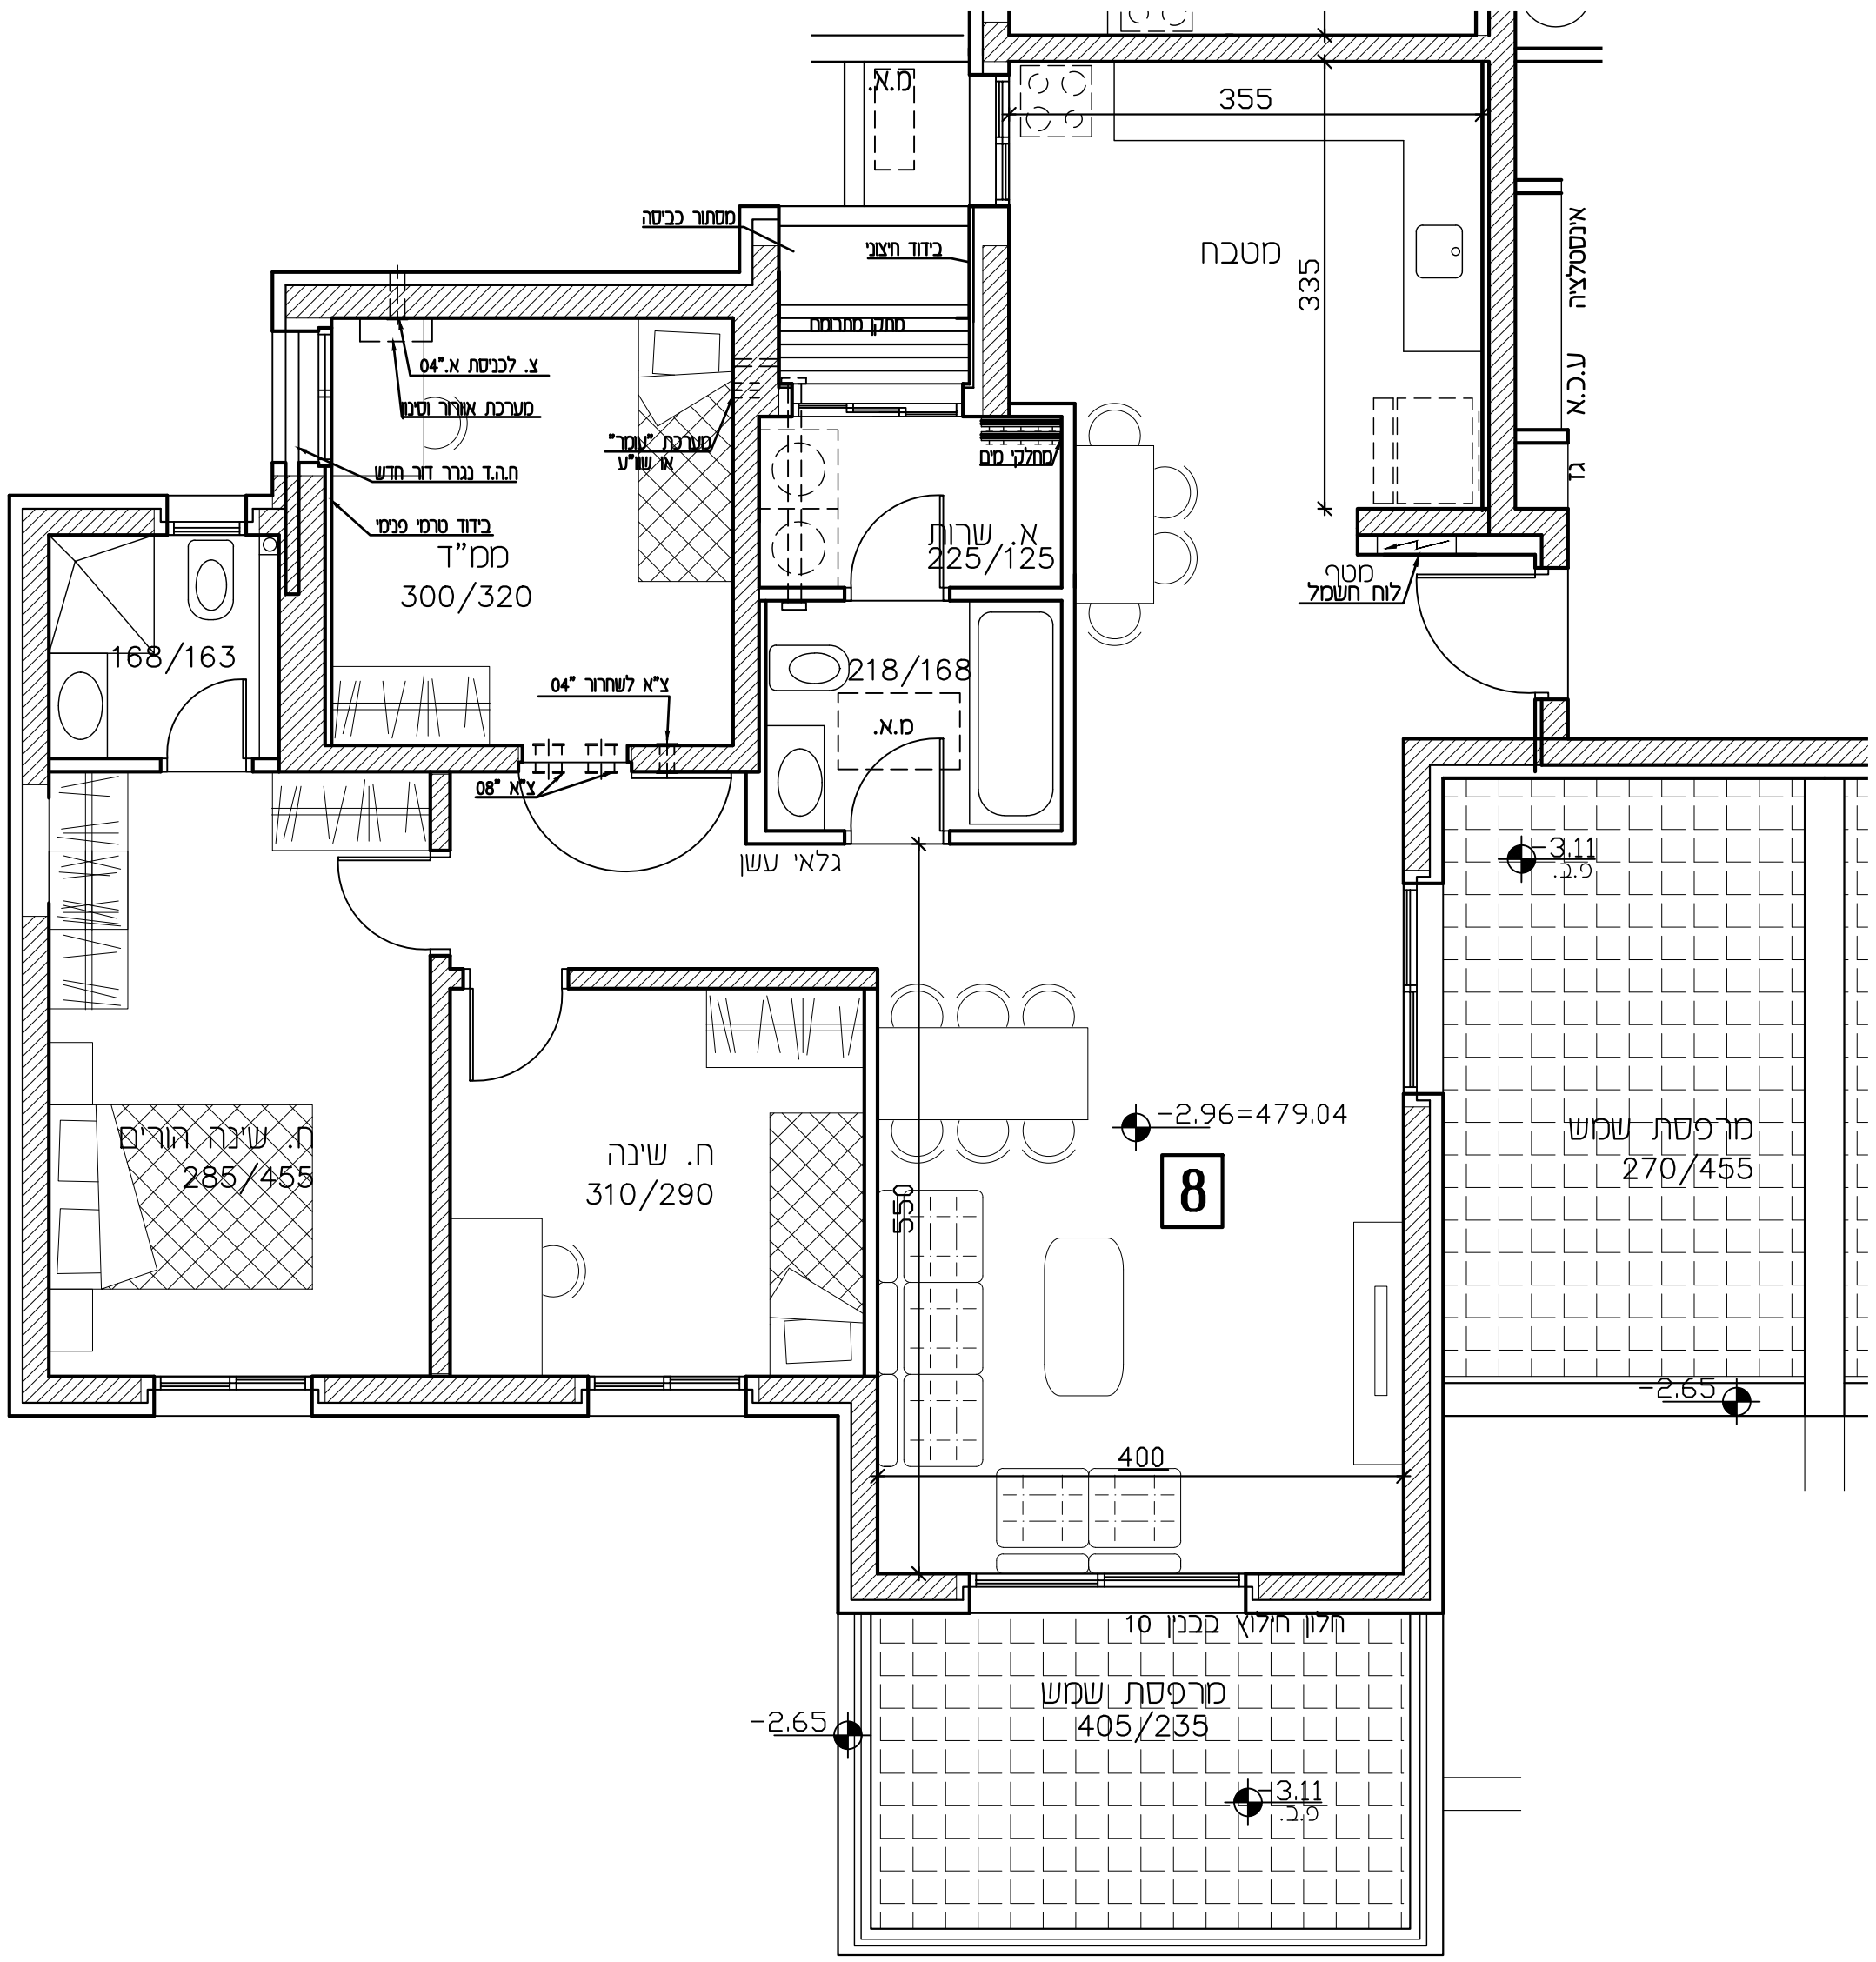 מ.א.
355
מסתור כביסה
בידוד חיצוני
מטבח
335
אינסטלציה
ע.כ.א
גז
מתקן מתרומם
צ. לכניסת א.״04
מערכת אוורור וסינון
מערכת ״עומר״
או שוו״ע
מחלקי מים
ח.ה.ד נגרר דור חדש
בידוד טרמי פנימי
ממ״ד
300/320
א. שרות
225/125
מטף
לוח חשמל
168/163
218/168
צ״א לשחרור ״04
מ.א.
צ״א ״08
גלאי עשן
-3.11
פ.ב.
-2.96=479.04
8
550
ח. שינה הורים
285/455
ח. שינה
310/290
מרפסת שמש
270/455
-2.65
400
חלון חילוץ בבנין 10
מרפסת שמש
405/235
-2.65
-3.11
פ.ב.